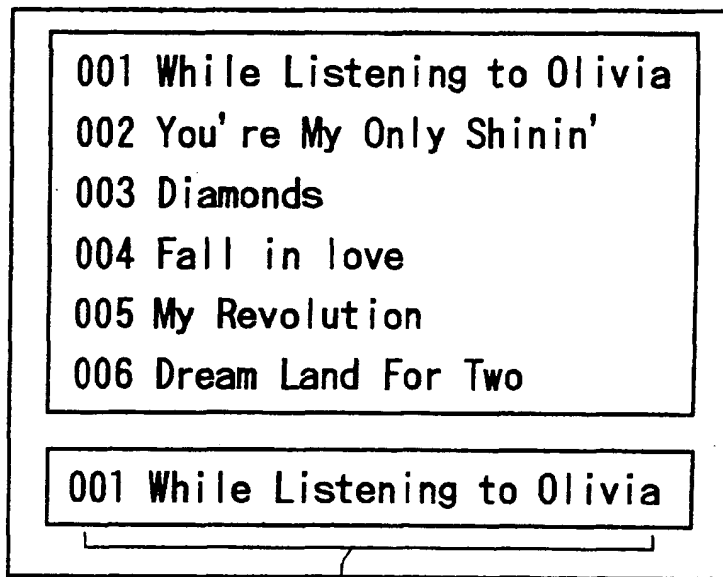 001 While Listening to Olivia
002 You're My Only Shinin'
003 Diamonds
004 Fall in love
005 My Revolution
006 Dream Land For Two
001 While Listening to Olivia